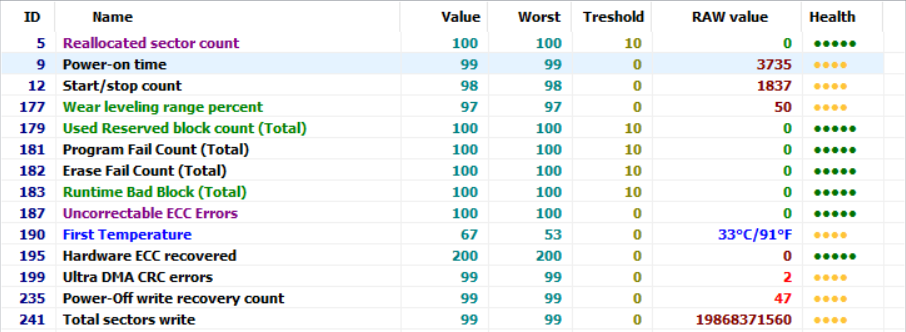 ID Name Value Worst Treshold RAW value Health
5 Reallocated sector count 100 100 10 0
9 Power-on time 99 99 0 3735
12 Start/stop count 98 98 0 1837
177 Wear leveling range percent 97 97 0 50
179 Used Reserved block count (Total) 100 100 10 0
181 Program Fail Count (Total) 100 100 10 0
182 Erase Fail Count (Total) 100 100 10 0
183 Runtime Bad Block (Total) 100 100 10 0
187 Uncorrectable ECC Errors 100 100 0 0
190 First Temperature 67 53 0 33°C/91°F
195 Hardware ECC recovered 200 200 0 0
199 Ultra DMA CRC errors 99 99 0 2
235 Power-Off write recovery count 99 99 0 47
241 Total sectors write 99 99 0 19868371560